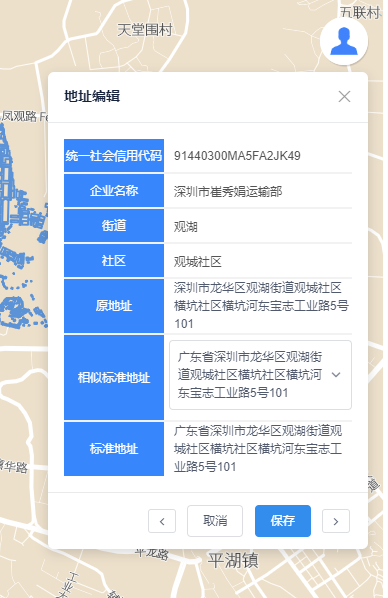 五联村
天堂围村
凤观路 Fe
地址编辑
统一社会信用代码 91440300MA5FA2JK49
企业名称 深圳市崔秀娟运输部
街道 观湖
社区 观城社区
原地址 深圳市龙华区观湖街道观城社区
横坑社区横坑河东宝志工业路5号
101
相似标准地址 广东省深圳市龙华区观湖街
道观城社区横坑社区横坑河
东宝志工业路5号101
标准地址 广东省深圳市龙华区观湖街道观
城社区横坑社区横坑河东宝志工
业路5号101
取消 保存
平龙路
平湖镇